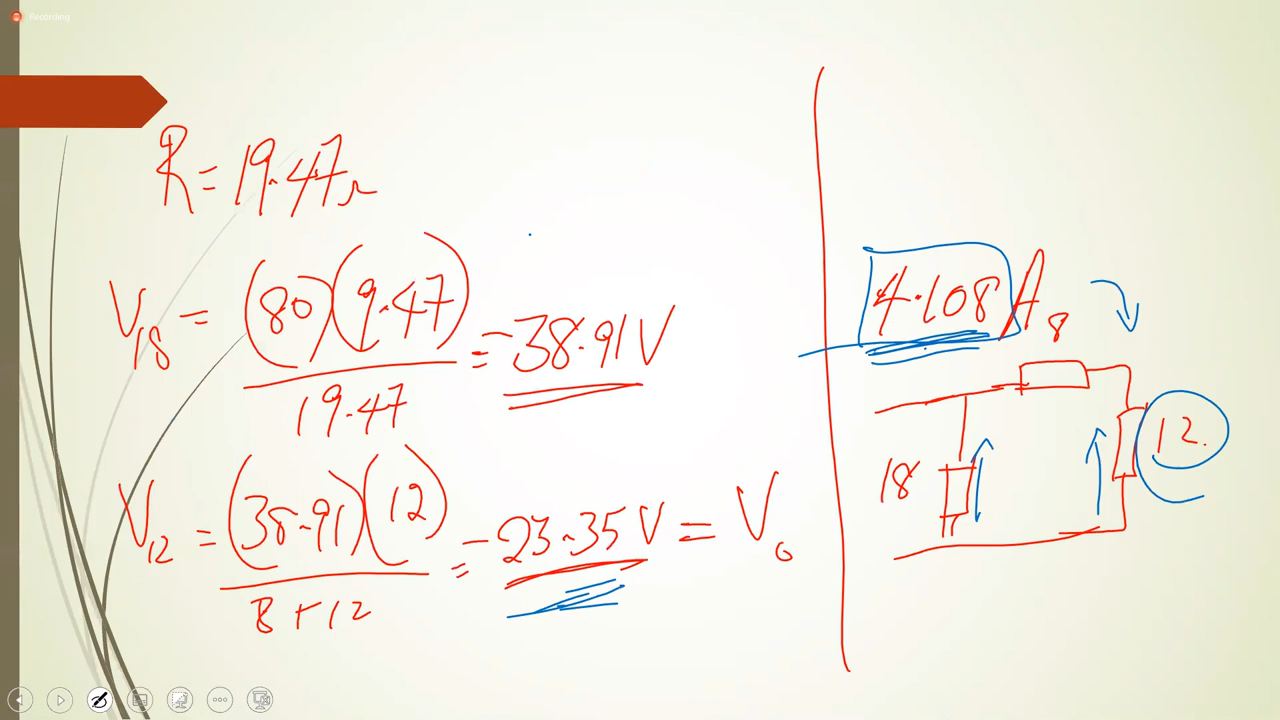 Recording
R = 19.47Ω
V18 = (80)(9.47) / 19.47 = -38.91V
V12 = (38.91)(12) / 8+12 = -23.35V = Vo
4.108 A
8
12.
18